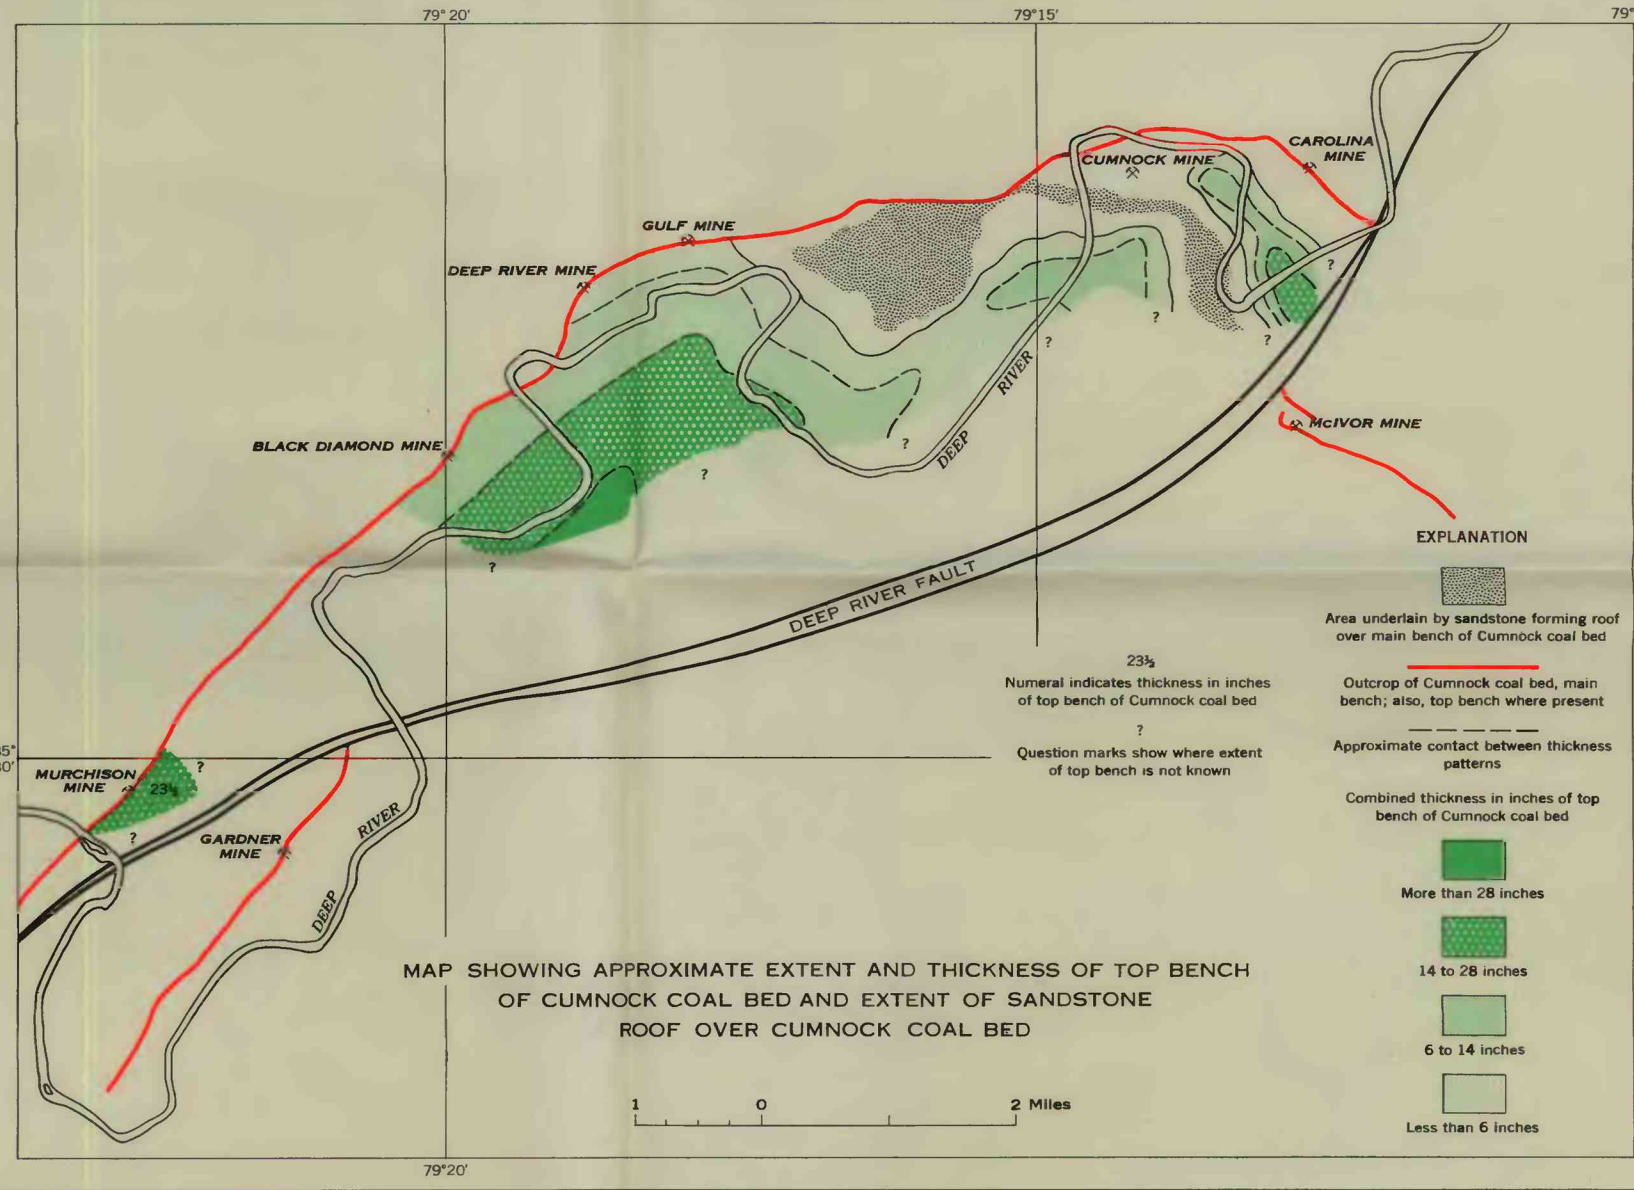 79°20'
79°15'
79°
CAROLINA
MINE
CUMNOCK MINE
GULF MINE
DEEP RIVER MINE
?
?
?
?
RIVER
McIVOR MINE
BLACK DIAMOND MINE
?
DEEP
?
?
EXPLANATION
DEEP RIVER FAULT
Area underlain by sandstone forming roof
over main bench of Cumnock coal bed
23½
Numeral indicates thickness in inches
of top bench of Cumnock coal bed
Outcrop of Cumnock coal bed, main
bench; also, top bench where present
?
Question marks show where extent
of top bench is not known
Approximate contact between thickness
patterns
MURCHISON
MINE
?
23½
?
Combined thickness in inches of top
bench of Cumnock coal bed
GARDNER
MINE
RIVER
DEEP
More than 28 inches
14 to 28 inches
6 to 14 inches
Less than 6 inches
MAP SHOWING APPROXIMATE EXTENT AND THICKNESS OF TOP BENCH
OF CUMNOCK COAL BED AND EXTENT OF SANDSTONE
ROOF OVER CUMNOCK COAL BED
1 0 2 Miles
79°20'